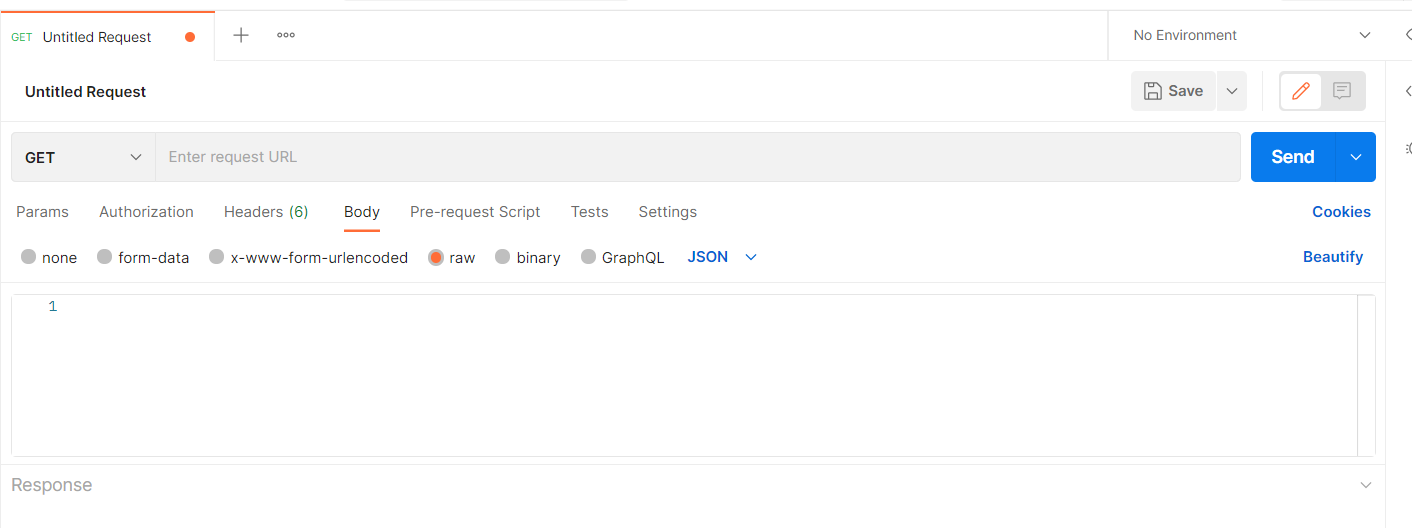 GET Untitled Request
No Environment
Untitled Request
Save
GET Enter request URL Send
Params Authorization Headers (6) Body Pre-request Script Tests Settings Cookies
none form-data x-www-form-urlencoded raw binary GraphQL JSON Beautify
1
Response